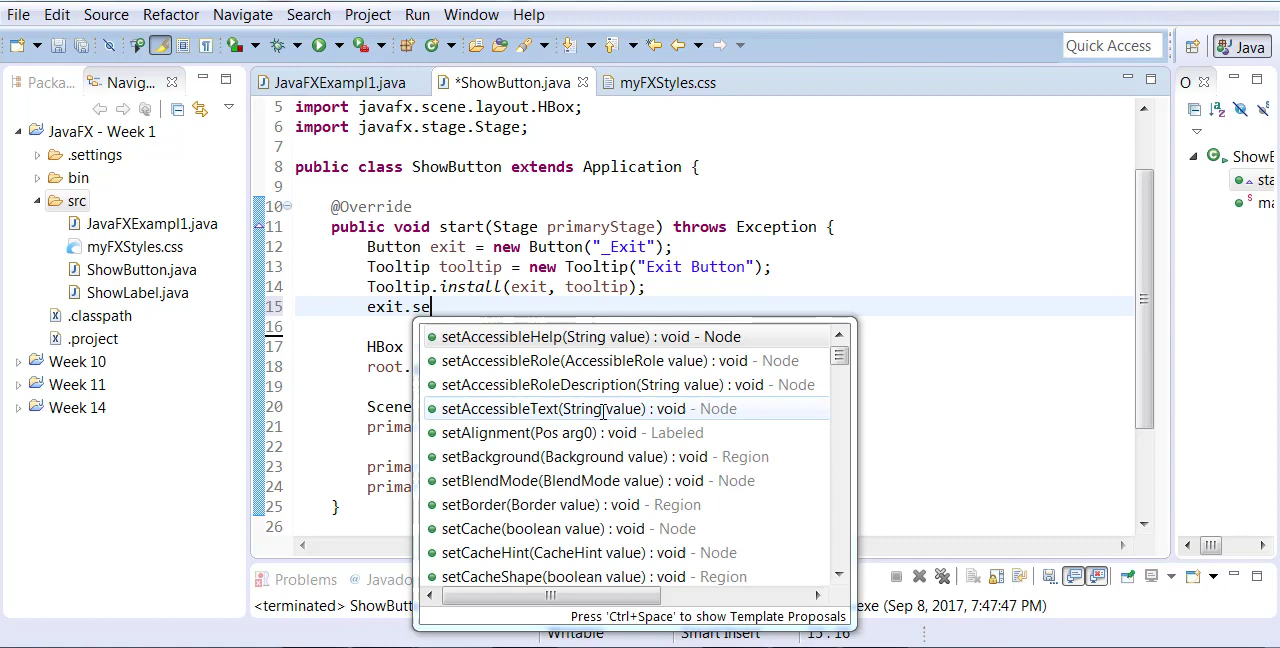 File Edit Source Refactor Navigate Search Project Run Window Help
Quick Access
Java
Packa... Navig...
JavaFXExampl1.java *ShowButton.java myFXStyles.css
O
JavaFX - Week 1
.settings
bin
src
JavaFXExampl1.java
myFXStyles.css
ShowButton.java
ShowLabel.java
.classpath
.project
Week 10
Week 11
Week 14
5 import javafx.scene.layout.HBox;
6 import javafx.stage.Stage;
7
8 public class ShowButton extends Application {
9
10 @Override
11 public void start(Stage primaryStage) throws Exception {
12 Button exit = new Button("_Exit");
13 Tooltip tooltip = new Tooltip("Exit Button");
14 Tooltip.install(exit, tooltip);
15 exit.se
16
17 HBox
18 root.
19
20 Scene
21 prima
22
23 prima
24 prima
25 }
26
setAccessibleHelp(String value) : void - Node
setAccessibleRole(AccessibleRole value) : void - Node
setAccessibleRoleDescription(String value) : void - Node
setAccessibleText(String value) : void - Node
setAlignment(Pos arg0) : void - Labeled
setBackground(Background value) : void - Region
setBlendMode(BlendMode value) : void - Node
setBorder(Border value) : void - Region
setCache(boolean value) : void - Node
setCacheHint(CacheHint value) : void - Node
setCacheShape(boolean value) : void - Region
Press 'Ctrl+Space' to show Template Proposals
ShowB
sta
ma
Problems @ Javado
<terminated> ShowButt
exe (Sep 8, 2017, 7:47:47 PM)
Writable Smart Insert 15 : 16